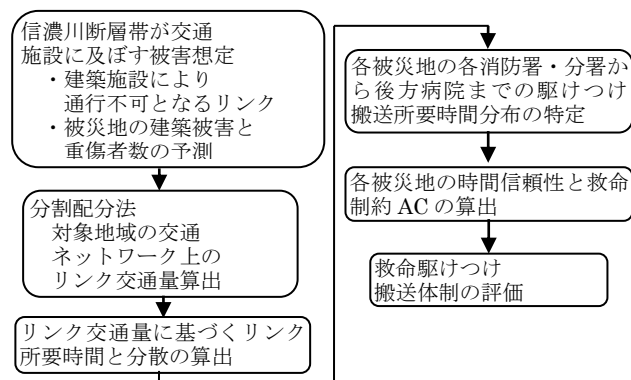 信濃川断層帯が交通
施設に及ぼす被害想定
・建築施設により
通行不可となるリンク
・被災地の建築被害と
重傷者数の予測
分割配分法
対象地域の交通
ネットワーク上の
リンク交通量算出
リンク交通量に基づくリンク
所要時間と分散の算出
各被災地の各消防署・分署か
ら後方病院までの駆けつけ
搬送所要時間分布の特定
各被災地の時間信頼性と救命
制約 AC の算出
救命駆けつけ
搬送体制の評価